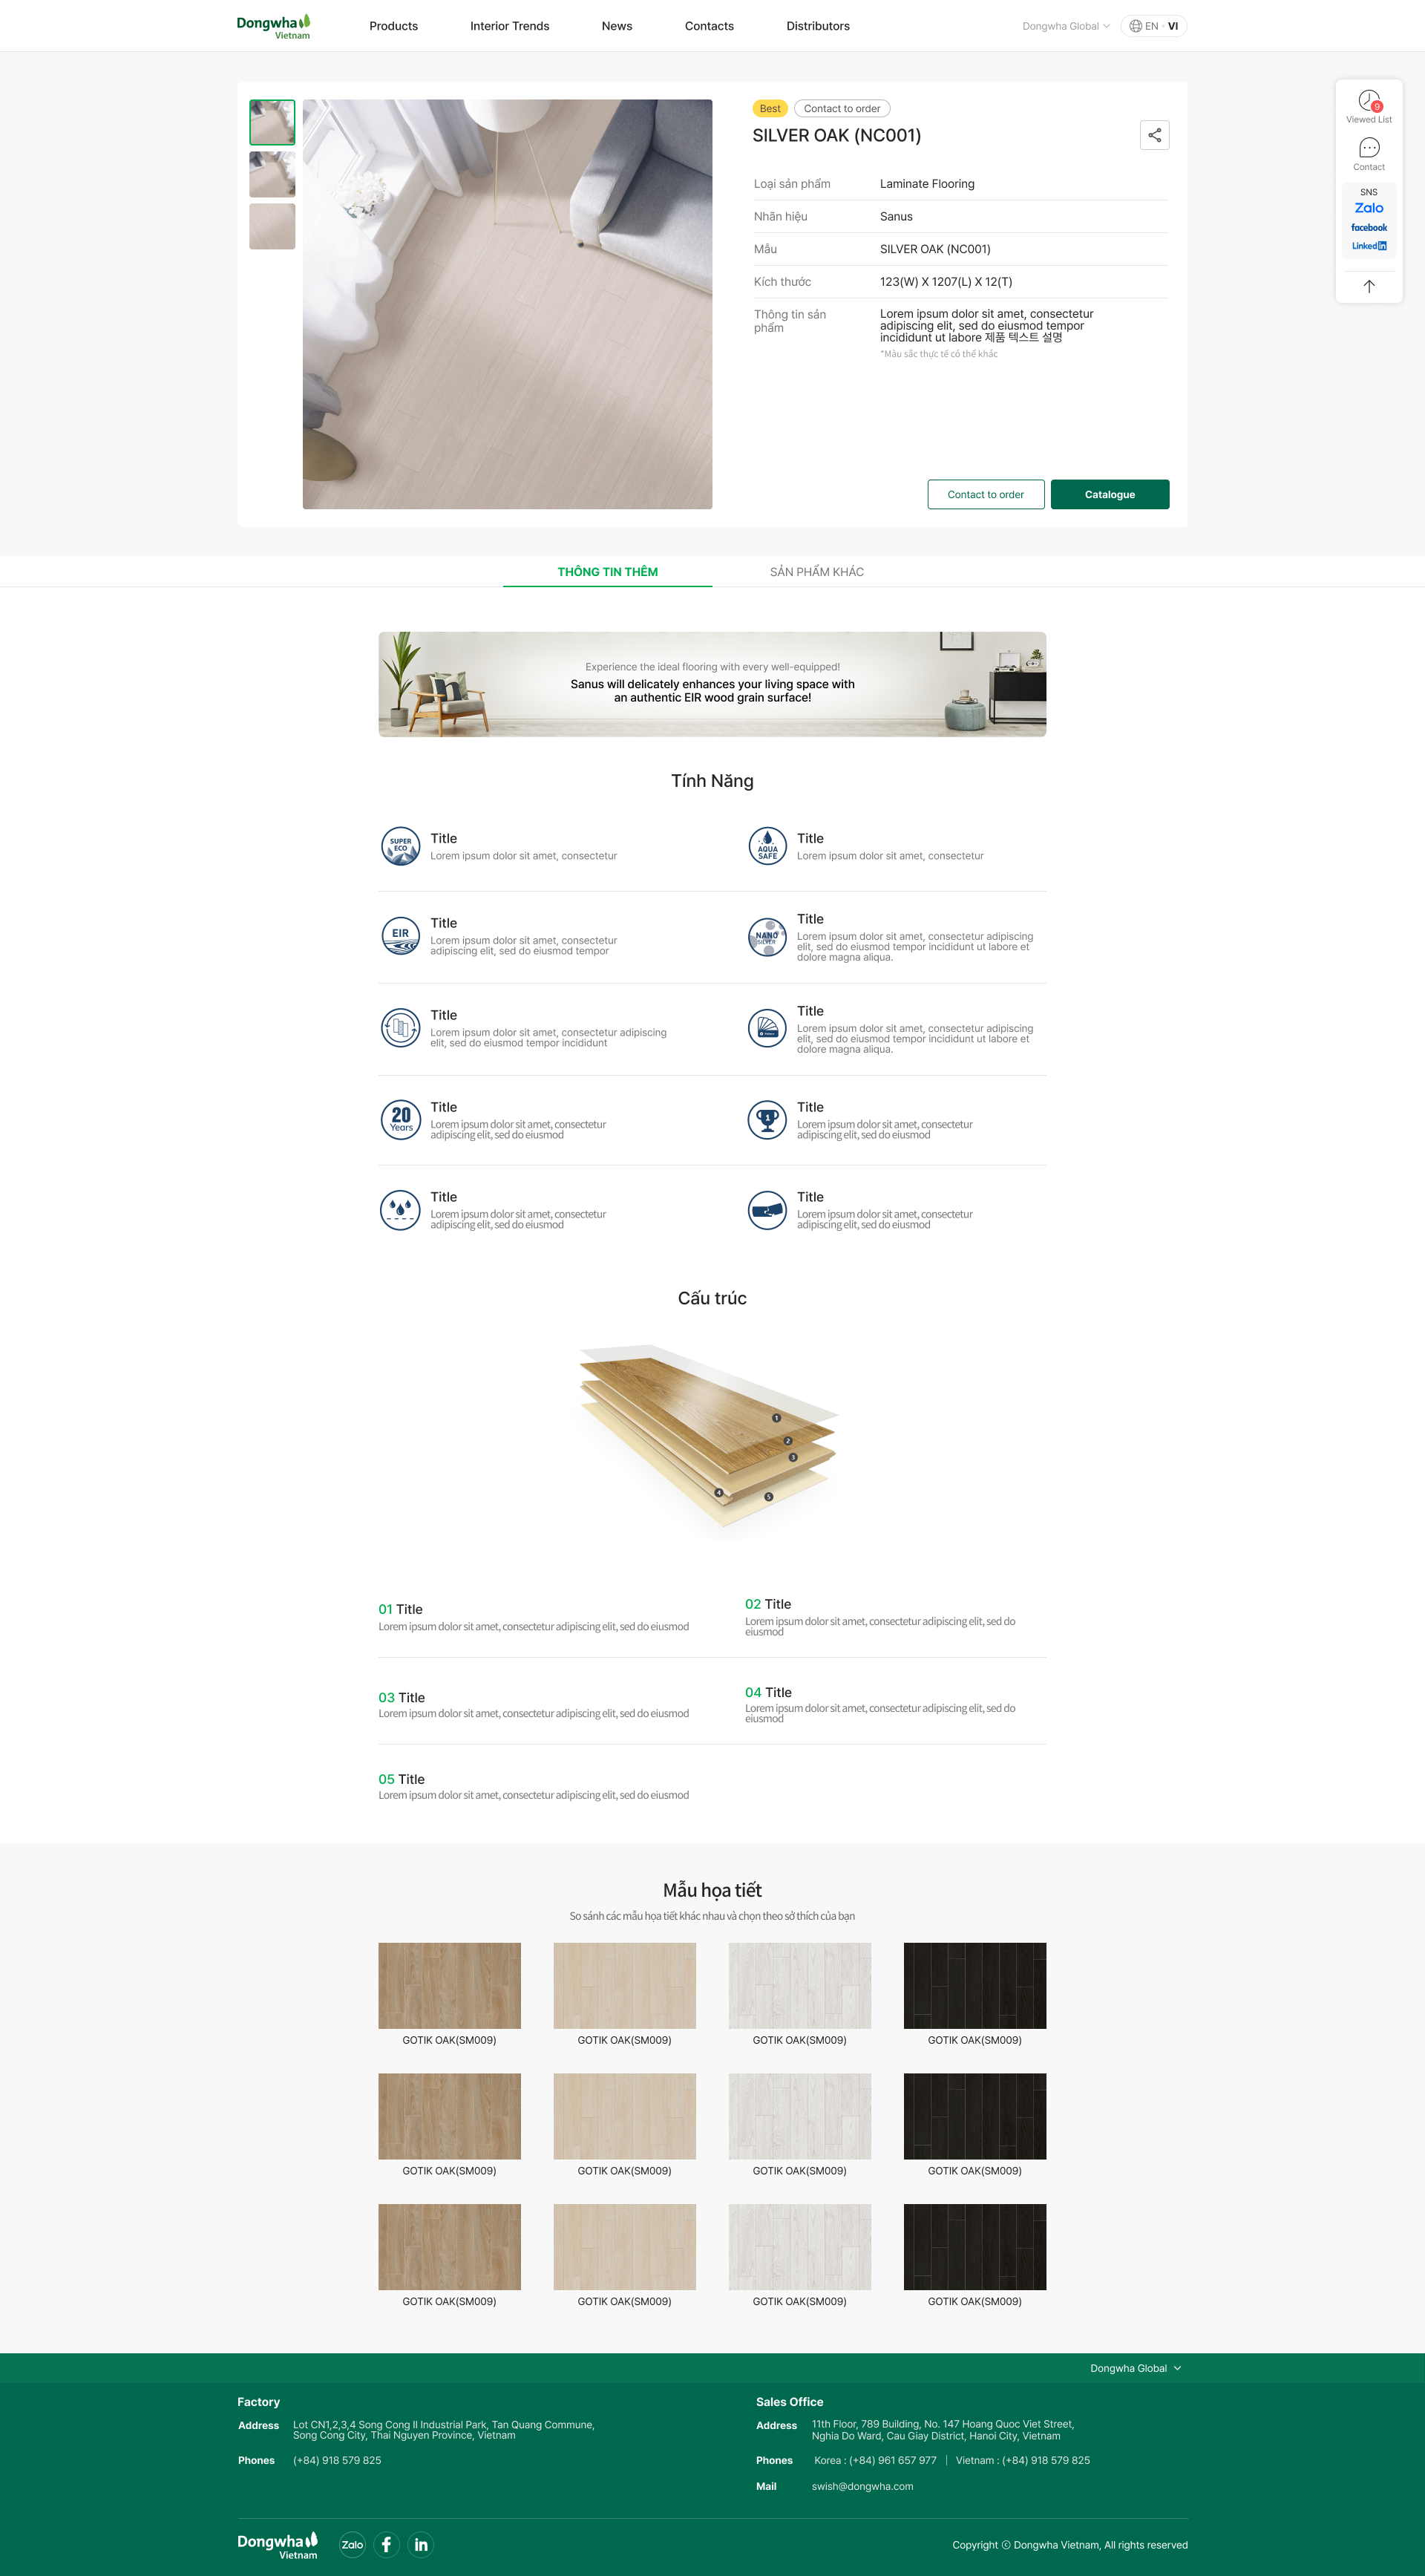 Dongwha
Vietnam
Products
Interior Trends
News
Contacts
Distributors
Dongwha Global
EN · VI
9
Viewed List
Contact
SNS
Zalo
facebook
Linked in
Best
Contact to order
SILVER OAK (NC001)
Loại sản phẩm
Laminate Flooring
Nhãn hiệu
Sanus
Mẫu
SILVER OAK (NC001)
Kích thước
123(W) X 1207(L) X 12(T)
Thông tin sản
phẩm
Lorem ipsum dolor sit amet, consectetur
adipiscing elit, sed do eiusmod tempor
incididunt ut labore 제품 텍스트 설명
*Màu sắc thực tế có thể khác
Contact to order
Catalogue
THÔNG TIN THÊM
SẢN PHẨM KHÁC
Experience the ideal flooring with every well-equipped!
Sanus will delicately enhances your living space with
an authentic EIR wood grain surface!
Tính Năng
SUPER
ECO
Title
Lorem ipsum dolor sit amet, consectetur
AQUA
SAFE
Title
Lorem ipsum dolor sit amet, consectetur
EIR
Title
Lorem ipsum dolor sit amet, consectetur
adipiscing elit, sed do eiusmod tempor
NANO
SILVER
Title
Lorem ipsum dolor sit amet, consectetur adipiscing
elit, sed do eiusmod tempor incididunt ut labore et
dolore magna aliqua.
Title
Lorem ipsum dolor sit amet, consectetur adipiscing
elit, sed do eiusmod tempor incididunt
Title
Lorem ipsum dolor sit amet, consectetur adipiscing
elit, sed do eiusmod tempor incididunt ut labore et
dolore magna aliqua.
20
Years
Title
Lorem ipsum dolor sit amet, consectetur
adipiscing elit, sed do eiusmod
1
Title
Lorem ipsum dolor sit amet, consectetur
adipiscing elit, sed do eiusmod
Title
Lorem ipsum dolor sit amet, consectetur
adipiscing elit, sed do eiusmod
Title
Lorem ipsum dolor sit amet, consectetur
adipiscing elit, sed do eiusmod
Cấu trúc
1
2
3
4
5
01 Title
Lorem ipsum dolor sit amet, consectetur adipiscing elit, sed do eiusmod
02 Title
Lorem ipsum dolor sit amet, consectetur adipiscing elit, sed do
eiusmod
03 Title
Lorem ipsum dolor sit amet, consectetur adipiscing elit, sed do eiusmod
04 Title
Lorem ipsum dolor sit amet, consectetur adipiscing elit, sed do
eiusmod
05 Title
Lorem ipsum dolor sit amet, consectetur adipiscing elit, sed do eiusmod
Mẫu họa tiết
So sánh các mẫu họa tiết khác nhau và chọn theo sở thích của bạn
GOTIK OAK(SM009)
GOTIK OAK(SM009)
GOTIK OAK(SM009)
GOTIK OAK(SM009)
GOTIK OAK(SM009)
GOTIK OAK(SM009)
GOTIK OAK(SM009)
GOTIK OAK(SM009)
GOTIK OAK(SM009)
GOTIK OAK(SM009)
GOTIK OAK(SM009)
GOTIK OAK(SM009)
Dongwha Global
Factory
Address
Lot CN1,2,3,4 Song Cong II Industrial Park, Tan Quang Commune,
Song Cong City, Thai Nguyen Province, Vietnam
Phones
(+84) 918 579 825
Sales Office
Address
11th Floor, 789 Building, No. 147 Hoang Quoc Viet Street,
Nghia Do Ward, Cau Giay District, Hanoi City, Vietnam
Phones
Korea : (+84) 961 657 977 | Vietnam : (+84) 918 579 825
Mail
swish@dongwha.com
Dongwha
Vietnam
Zalo
f
in
Copyright ⓒ Dongwha Vietnam, All rights reserved